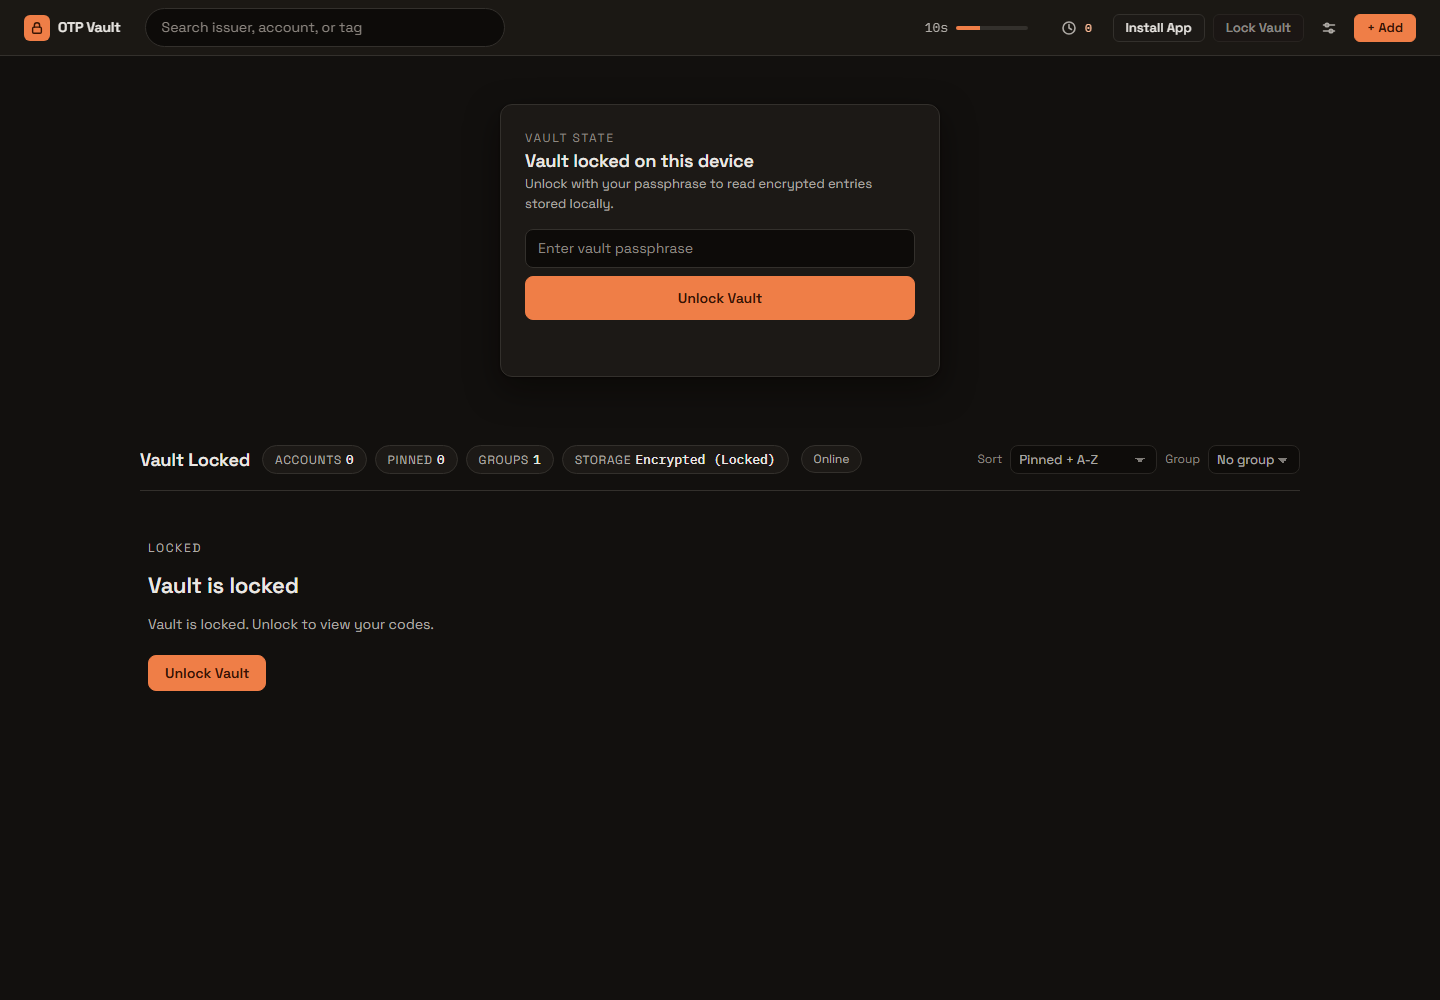 OTP Vault
Search issuer, account, or tag
10s
0
Install App
Lock Vault
+ Add
VAULT STATE
Vault locked on this device
Unlock with your passphrase to read encrypted entries
stored locally.
Enter vault passphrase
Unlock Vault
Vault Locked
ACCOUNTS 0
PINNED 0
GROUPS 1
STORAGE Encrypted (Locked)
Online
Sort
Pinned + A-Z
Group
No group
LOCKED
Vault is locked
Vault is locked. Unlock to view your codes.
Unlock Vault